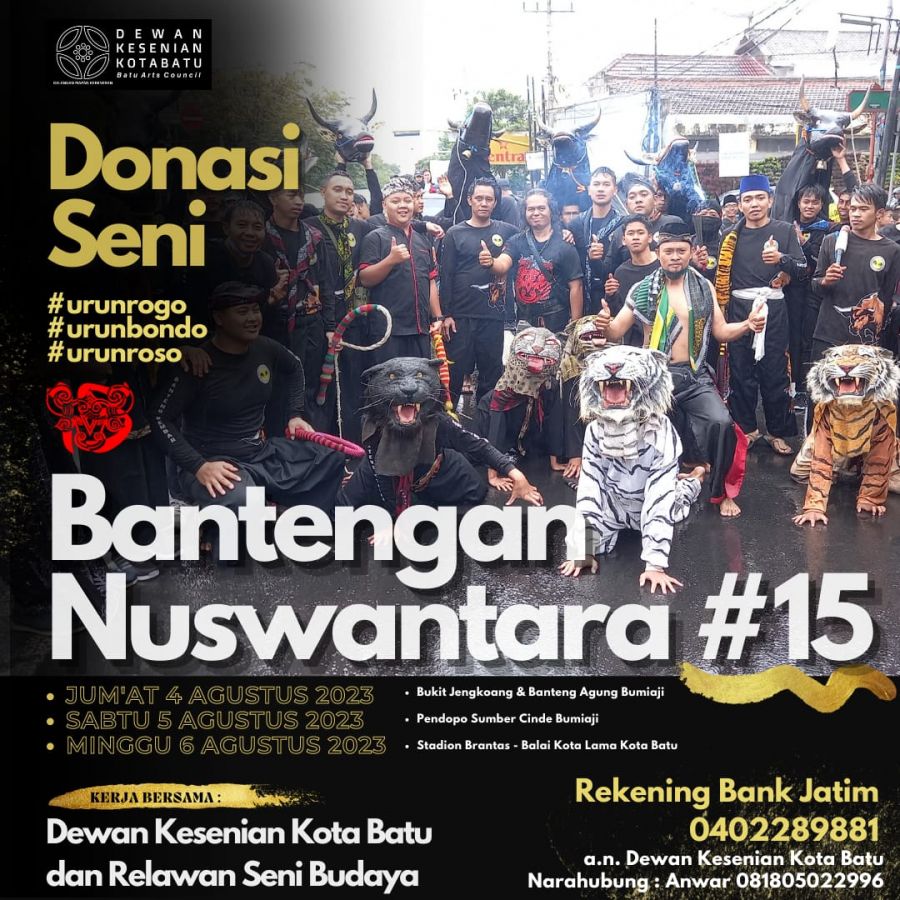 DEWAN
KESENIAN
KOTABATU
Batu Arts Council
Donasi
Seni
#urunrogo
#urunbondo
#urunroso
Bantengan
Nuswantara #15
• JUM'AT 4 AGUSTUS 2023
• SABTU 5 AGUSTUS 2023
• MINGGU 6 AGUSTUS 2023
• Bukit Jengkoang & Banteng Agung Bumiaji
• Pendopo Sumber Cinde Bumiaji
• Stadion Brantas - Balai Kota Lama Kota Batu
KERJA BERSAMA :
Dewan Kesenian Kota Batu
dan Relawan Seni Budaya
Rekening Bank Jatim
0402289881
a.n. Dewan Kesenian Kota Batu
Narahubung : Anwar 081805022996